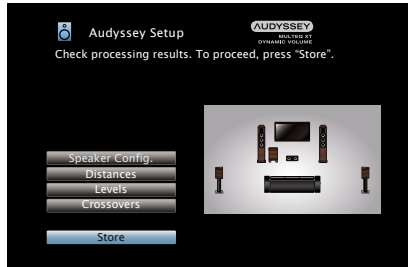 Audyssey Setup
AUDYSSEY
MULTEQ XT
DYNAMIC VOLUME
Check processing results. To proceed, press “Store”.
Speaker Config.
Distances
Levels
Crossovers
Store